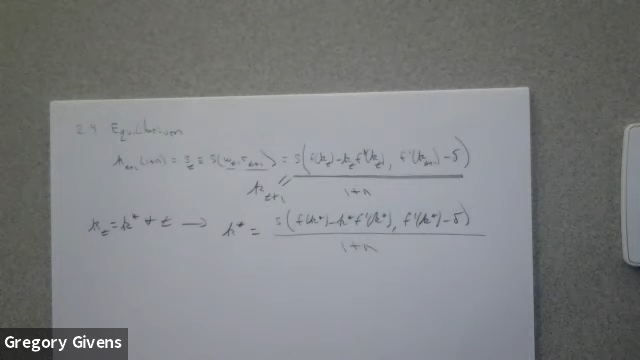 2.4 Equilibrium
k_{t+1}(1+n) = s_t ≡ s(w_t, r_{t+1}) = s(f(k_t) - k_t f'(k_t), f'(k_{t+1}) - δ)
k_{t+1} = 1+n
k_t = k* ∀ t → k* = s(f(k*) - k* f'(k*), f'(k*) - δ)
1+n
Gregory Givens